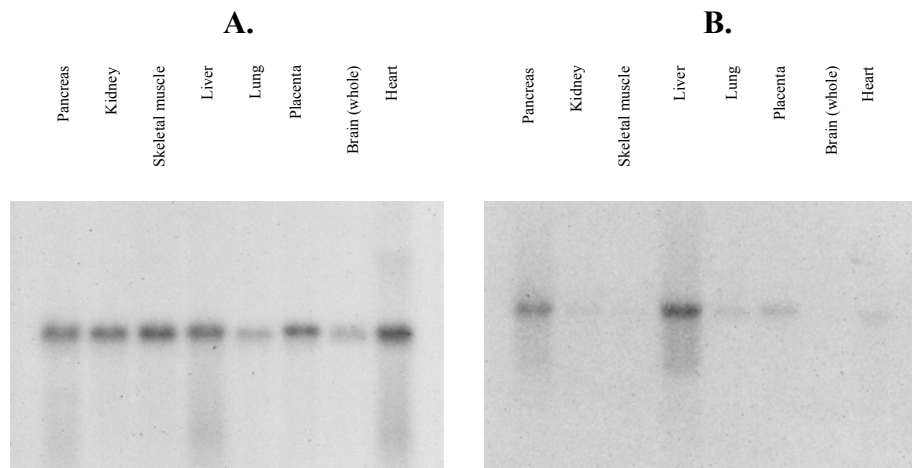 A.
Pancreas
Kidney
Skeletal muscle
Liver
Lung
Placenta
Brain (whole)
Heart
B.
Pancreas
Kidney
Skeletal muscle
Liver
Lung
Placenta
Brain (whole)
Heart